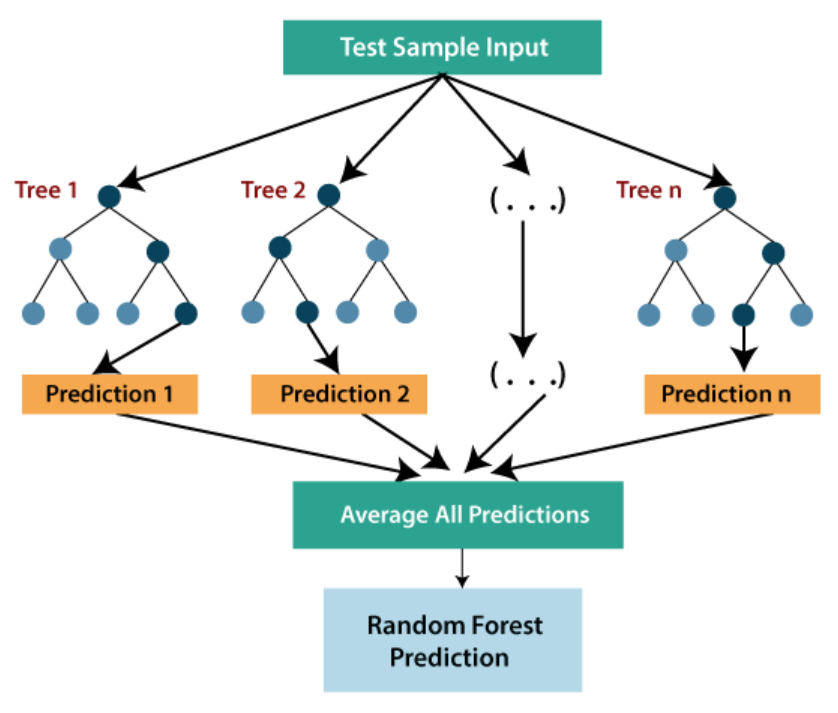 Test Sample Input
Tree 1
Tree 2
(. . .)
Tree n
(. . .)
Prediction 1
Prediction 2
Prediction n
Average All Predictions
Random Forest
Prediction